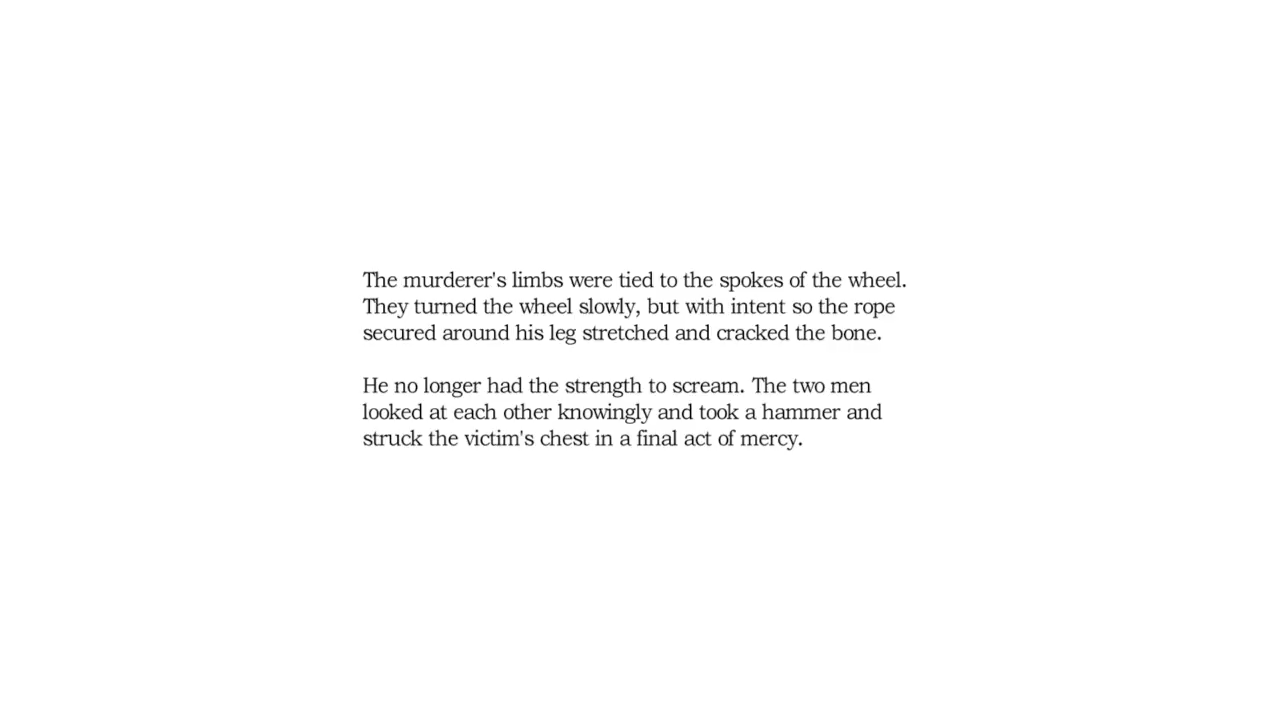 The murderer's limbs were tied to the spokes of the wheel.
They turned the wheel slowly, but with intent so the rope
secured around his leg stretched and cracked the bone.
He no longer had the strength to scream. The two men
looked at each other knowingly and took a hammer and
struck the victim's chest in a final act of mercy.